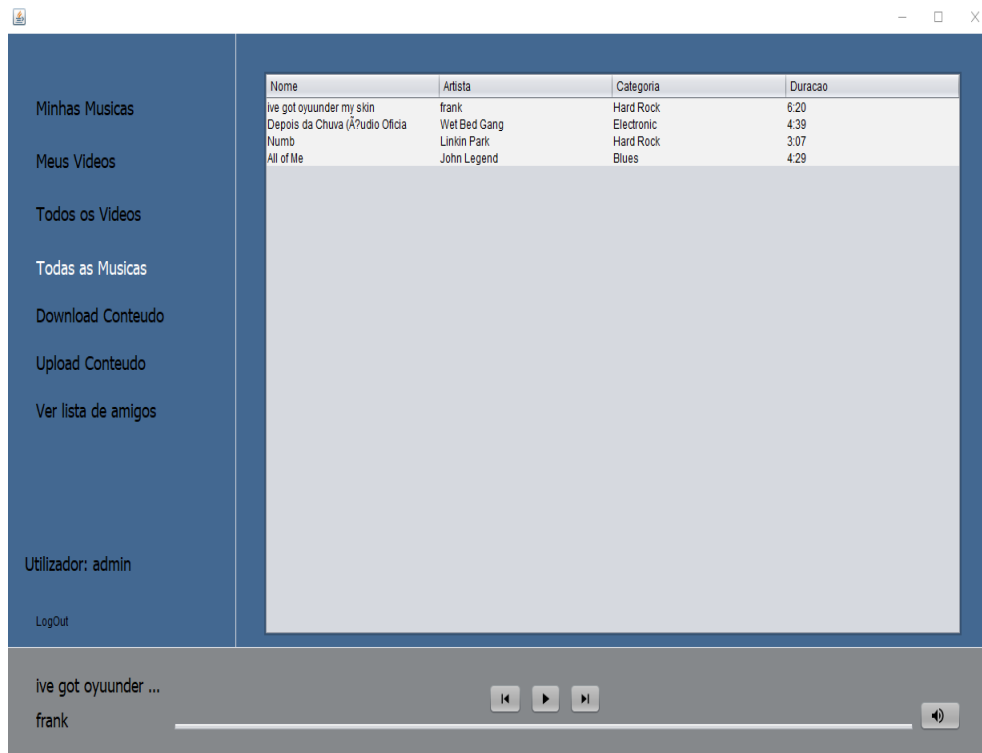 Minhas Musicas
Meus Videos
Todos os Videos
Todas as Musicas
Download Conteudo
Upload Conteudo
Ver lista de amigos
Utilizador: admin
LogOut
Nome Artista Categoria Duracao
ive got oyuunder my skin frank Hard Rock 6:20
Depois da Chuva (Ã?udio Oficia Wet Bed Gang Electronic 4:39
Numb Linkin Park Hard Rock 3:07
All of Me John Legend Blues 4:29
ive got oyuunder ...
frank